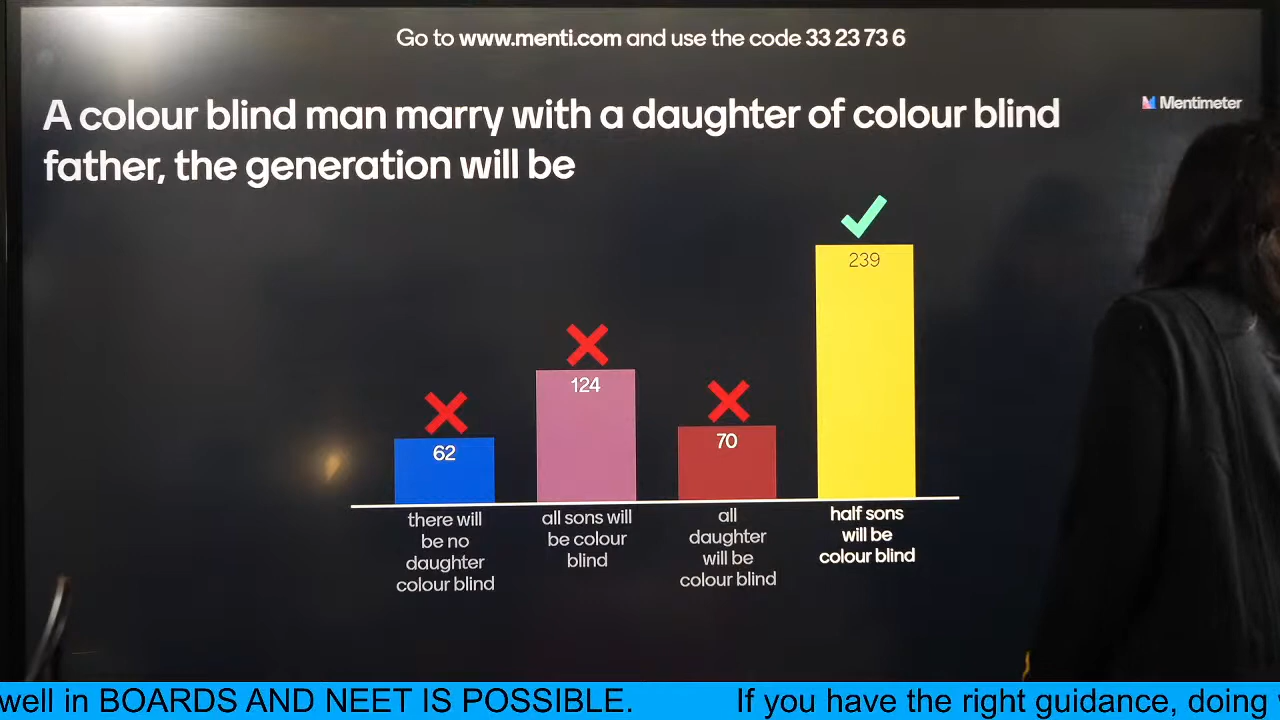 Go to www.menti.com and use the code 33 23 73 6
Mentimeter
A colour blind man marry with a daughter of colour blind
father, the generation will be
62
124
70
239
there will
be no
daughter
colour blind
all sons will
be colour
blind
all
daughter
will be
colour blind
half sons
will be
colour blind
well in BOARDS AND NEET IS POSSIBLE. If you have the right guidance, doing